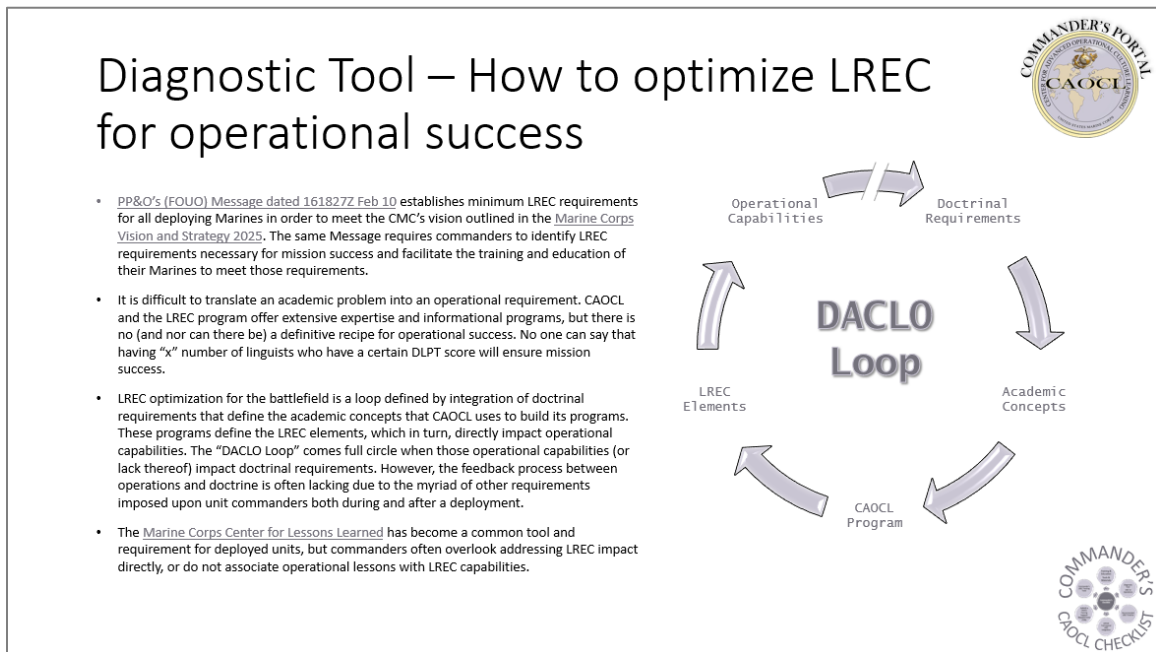 Diagnostic Tool – How to optimize LREC
for operational success
COMMANDER'S PORTAL
CENTER FOR ADVANCED OPERATIONAL CULTURE LEARNING
CAOCL
UNITED STATES MARINE CORPS
• PP&O's (FOUO) Message dated 161827Z Feb 10 establishes minimum LREC requirements
for all deploying Marines in order to meet the CMC's vision outlined in the Marine Corps
Vision and Strategy 2025. The same Message requires commanders to identify LREC
requirements necessary for mission success and facilitate the training and education of
their Marines to meet those requirements.
• It is difficult to translate an academic problem into an operational requirement. CAOCL
and the LREC program offer extensive expertise and informational programs, but there is
no (and nor can there be) a definitive recipe for operational success. No one can say that
having "x" number of linguists who have a certain DLPT score will ensure mission
success.
• LREC optimization for the battlefield is a loop defined by integration of doctrinal
requirements that define the academic concepts that CAOCL uses to build its programs.
These programs define the LREC elements, which in turn, directly impact operational
capabilities. The "DACLO Loop" comes full circle when those operational capabilities (or
lack thereof) impact doctrinal requirements. However, the feedback process between
operations and doctrine is often lacking due to the myriad of other requirements
imposed upon unit commanders both during and after a deployment.
• The Marine Corps Center for Lessons Learned has become a common tool and
requirement for deployed units, but commanders often overlook addressing LREC impact
directly, or do not associate operational lessons with LREC capabilities.
Operational
Capabilities
Doctrinal
Requirements
DACLO
Loop
LREC
Elements
Academic
Concepts
CAOCL
Program
COMMANDER'S
CAOCL CHECKLIST